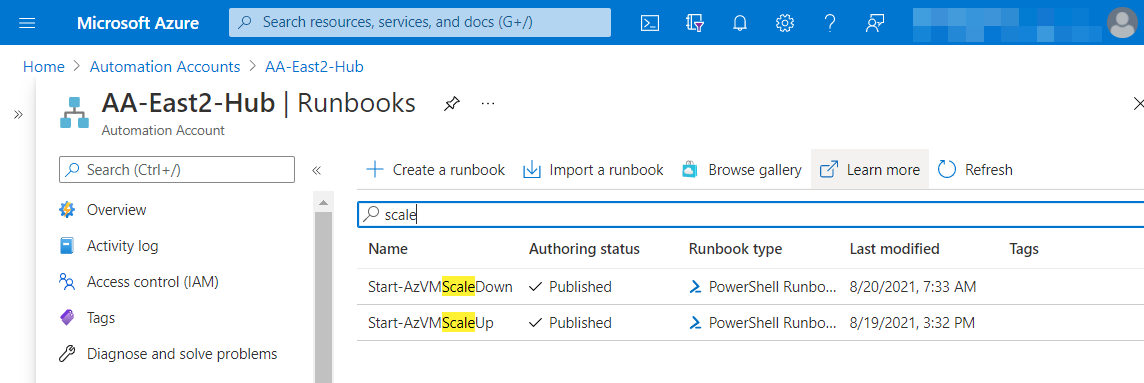 Microsoft Azure
Search resources, services, and docs (G+/)
Home > Automation Accounts > AA-East2-Hub
AA-East2-Hub | Runbooks
Automation Account
Search (Ctrl+/)
Create a runbook Import a runbook Browse gallery Learn more Refresh
Overview
Activity log
Access control (IAM)
Tags
Diagnose and solve problems
scale
Name Authoring status Runbook type Last modified Tags
Start-AzVMScaleDown Published PowerShell Runbo... 8/20/2021, 7:33 AM
Start-AzVMScaleUp Published PowerShell Runbo... 8/19/2021, 3:32 PM